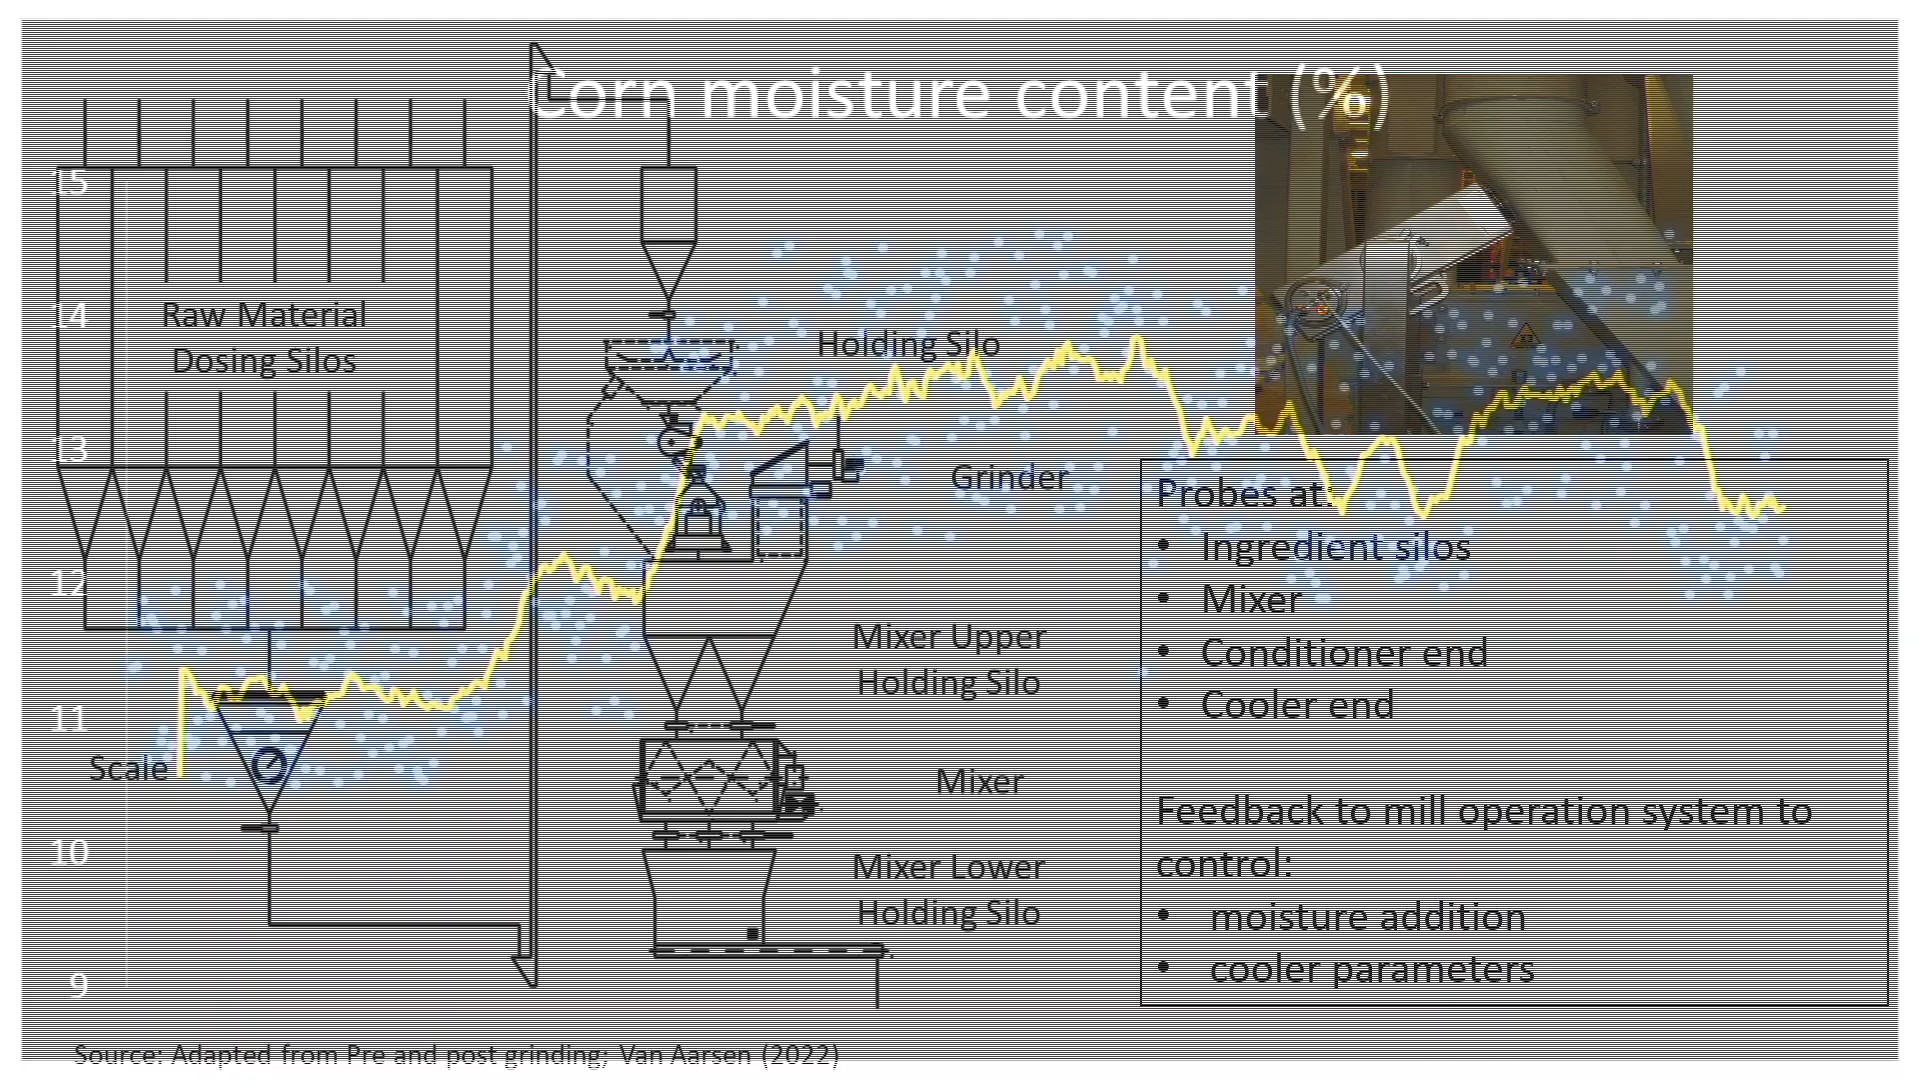 Corn moisture content (%)
15
14
13
12
11
10
9
Raw Material
Dosing Silos
Scale
Holding Silo
Grinder
Mixer Upper
Holding Silo
Mixer
Mixer Lower
Holding Silo
Probes at:
• Ingredient silos
• Mixer
• Conditioner end
• Cooler end
Feedback to mill operation system to
control:
• moisture addition
• cooler parameters
Source: Adapted from Pre and post grinding; Van Aarsen (2022)